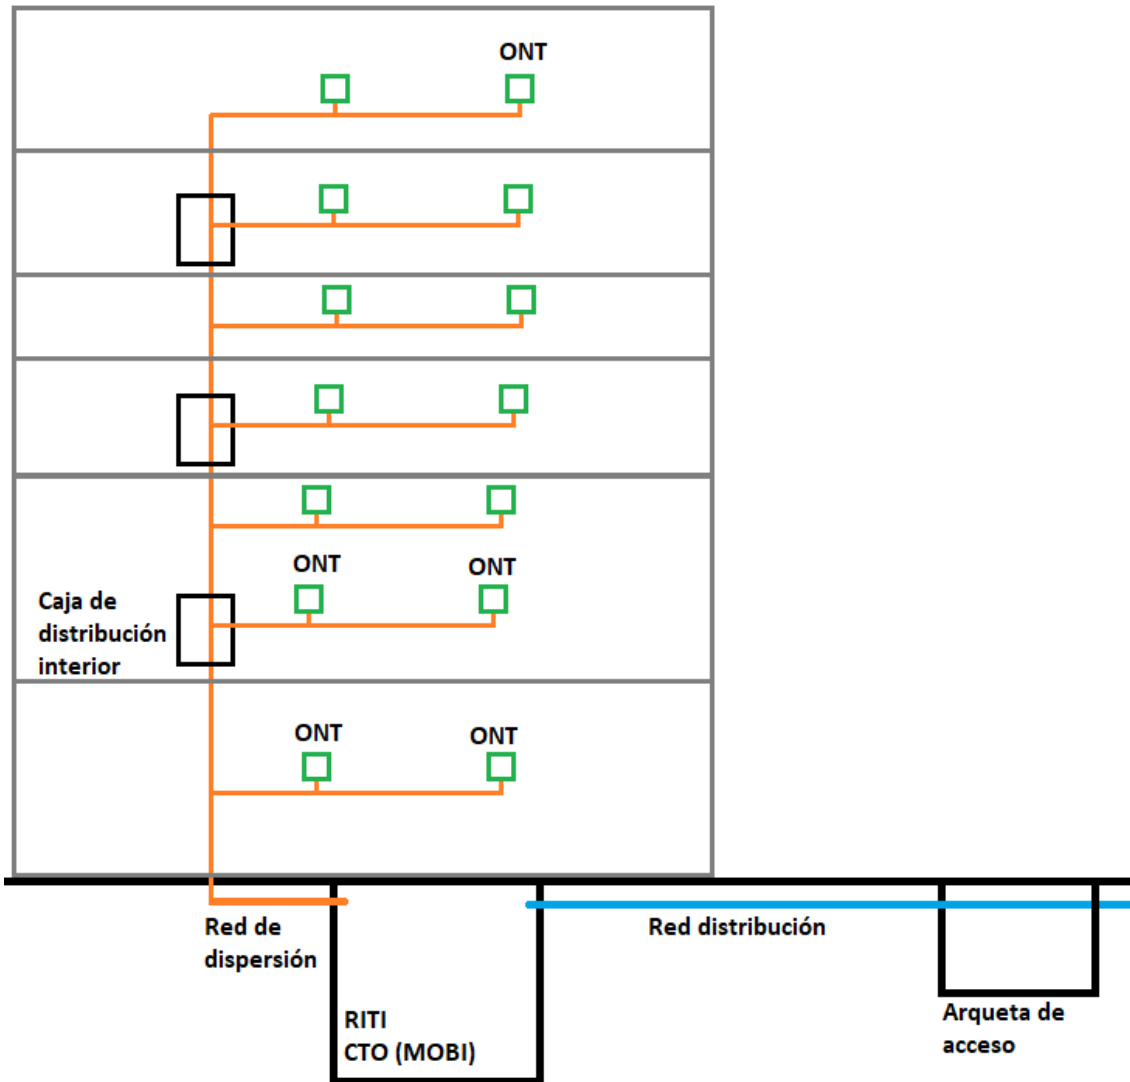 ONT
ONT
ONT
Caja de
distribución
interior
ONT
ONT
Red de
dispersión
Red distribución
RITI
CTO (MOBI)
Arqueta de
acceso